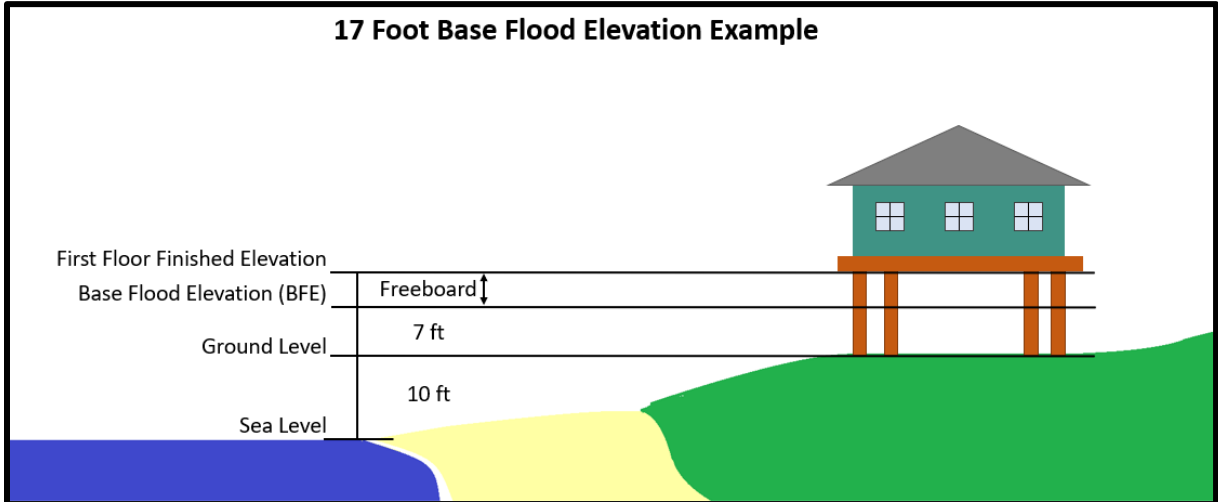 17 Foot Base Flood Elevation Example
First Floor Finished Elevation
Freeboard
Base Flood Elevation (BFE)
7 ft
Ground Level
10 ft
Sea Level